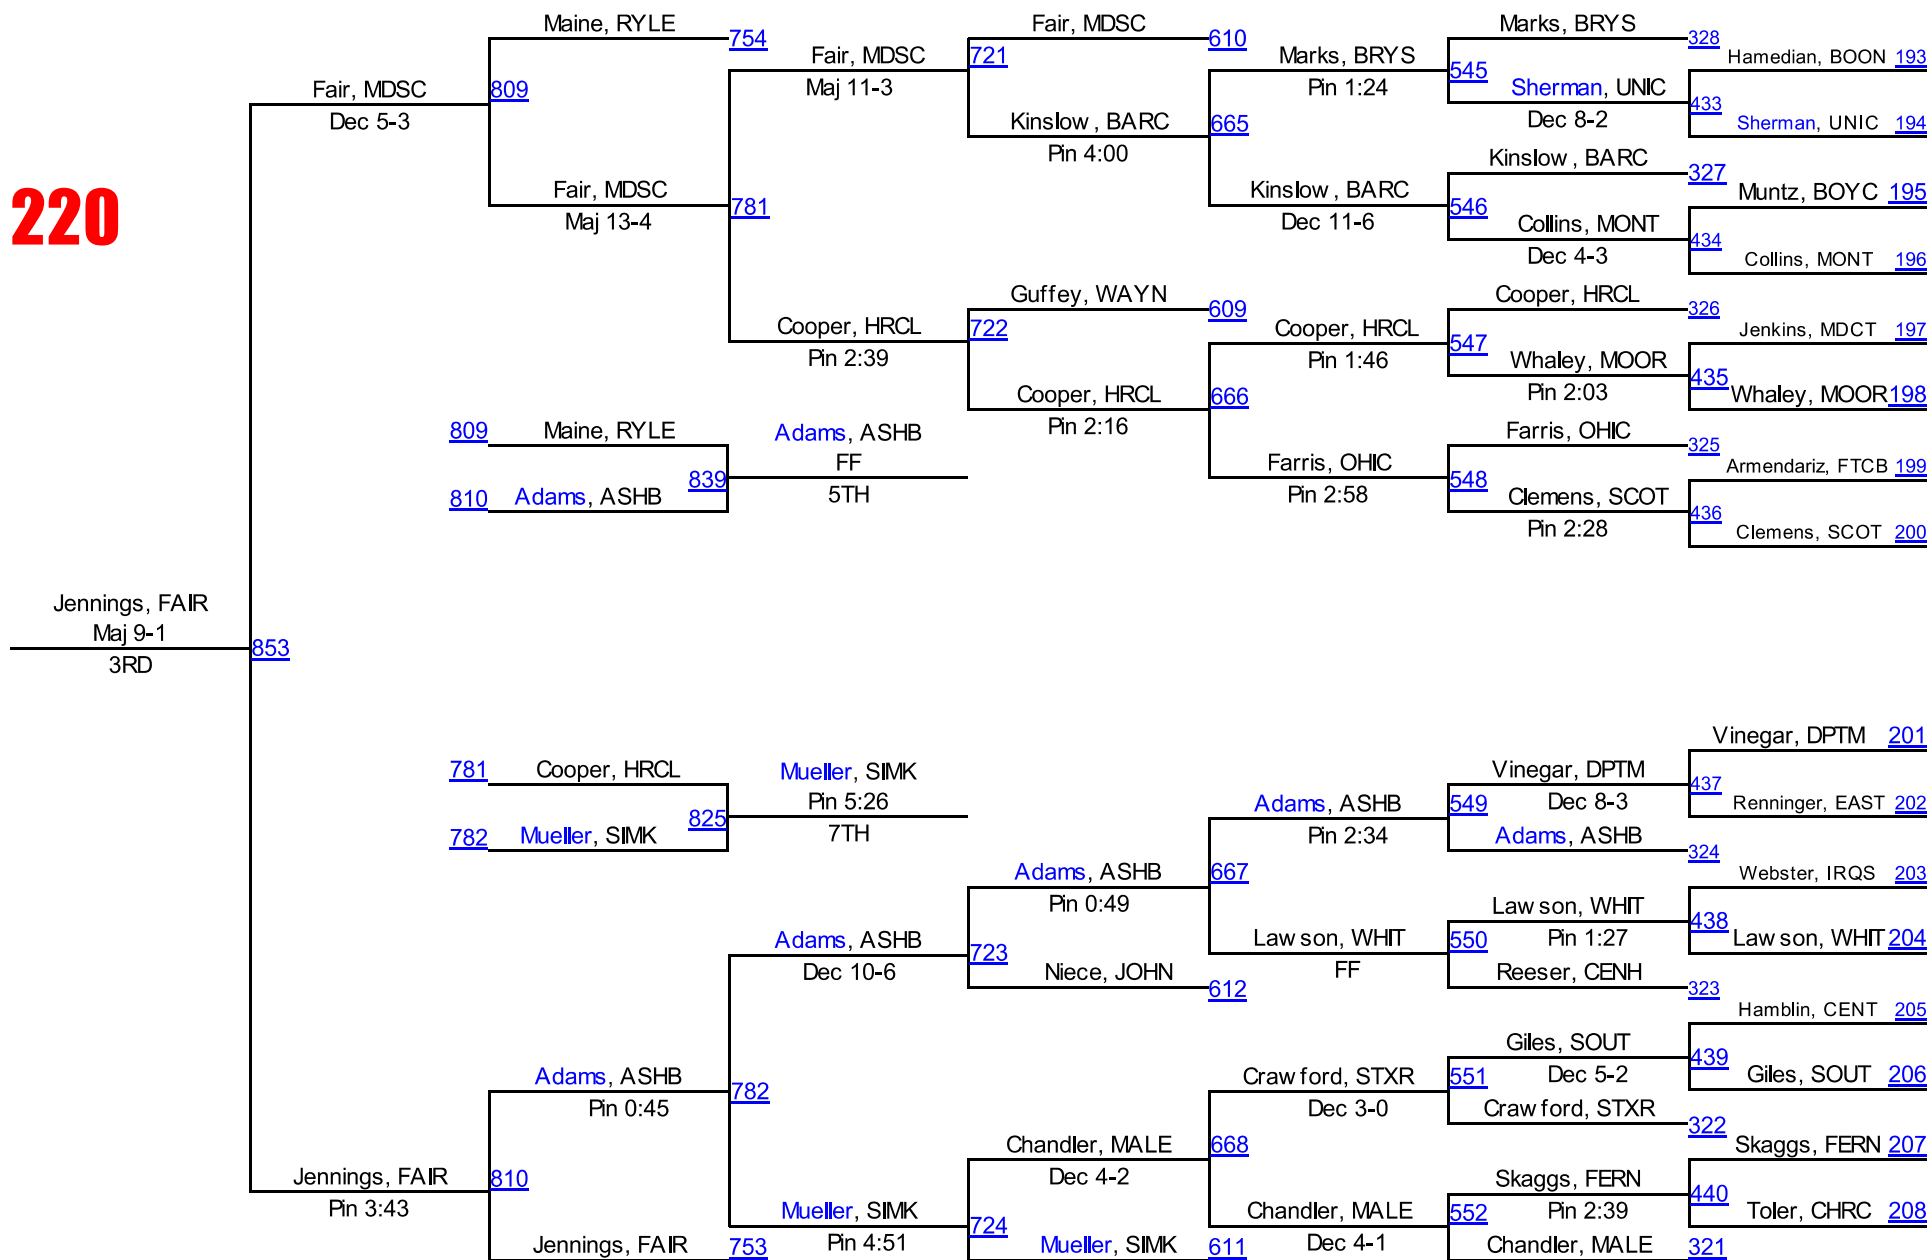 220
Jennings, FAIR
Maj 9-1
3RD
853
Fair, MDSC
Dec 5-3
809
Jennings, FAIR
Pin 3:43
810
Maine, RYLE
754
Fair, MDSC
Maj 13-4
781
809
Maine, RYLE
810
Adams, ASHB
839
Adams, ASHB
FF
5TH
781
Cooper, HRCL
782
Mueller, SIMK
825
Mueller, SIMK
Pin 5:26
7TH
Adams, ASHB
Pin 0:45
782
Jennings, FAIR
753
Fair, MDSC
Maj 11-3
721
Cooper, HRCL
Pin 2:39
722
Adams, ASHB
Dec 10-6
723
Mueller, SIMK
Pin 4:51
724
Fair, MDSC
610
Kinslow, BARC
Pin 4:00
665
Guffey, WAYN
609
Cooper, HRCL
Pin 2:16
666
Adams, ASHB
Pin 0:49
667
Niece, JOHN
612
Chandler, MALE
Dec 4-2
668
Mueller, SIMK
611
Marks, BRYS
Pin 1:24
545
Kinslow, BARC
Dec 11-6
546
Cooper, HRCL
Pin 1:46
547
Farris, OHIC
Pin 2:58
548
Adams, ASHB
Pin 2:34
549
Lawson, WHIT
FF
550
Crawford, STXR
Dec 3-0
551
Chandler, MALE
Dec 4-1
552
Marks, BRYS
328
Sherman, UNIC
Dec 8-2
433
Kinslow, BARC
327
Collins, MONT
Dec 4-3
434
Cooper, HRCL
326
Whaley, MOOR
Pin 2:03
435
Farris, OHIC
325
Clemens, SCOT
Pin 2:28
436
Vinegar, DPTM
Dec 8-3
437
Adams, ASHB
324
Lawson, WHIT
Pin 1:27
438
Reeser, CENH
323
Giles, SOUT
Dec 5-2
439
Crawford, STXR
322
Skaggs, FERN
Pin 2:39
440
Chandler, MALE
321
Hamedian, BOON 193
Sherman, UNIC 194
Muntz, BOYC 195
Collins, MONT 196
Jenkins, MDCT 197
Whaley, MOOR 198
Armendariz, FTCB 199
Clemens, SCOT 200
Vinegar, DPTM 201
Renninger, EAST 202
Webster, IRQS 203
Lawson, WHIT 204
Hamblin, CENT 205
Giles, SOUT 206
Skaggs, FERN 207
Toler, CHRC 208